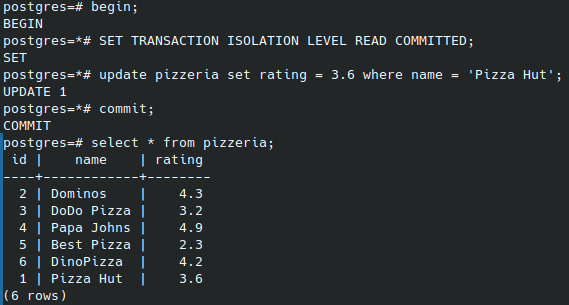 postgres=# begin;
BEGIN
postgres=*# SET TRANSACTION ISOLATION LEVEL READ COMMITTED;
SET
postgres=*# update pizzeria set rating = 3.6 where name = 'Pizza Hut';
UPDATE 1
postgres=*# commit;
COMMIT
postgres=# select * from pizzeria;
 id |    name    | rating
----+------------+--------
  2 | Dominos    |    4.3
  3 | DoDo Pizza |    3.2
  4 | Papa Johns |    4.9
  5 | Best Pizza |    2.3
  6 | DinoPizza  |    4.2
  1 | Pizza Hut  |    3.6
(6 rows)